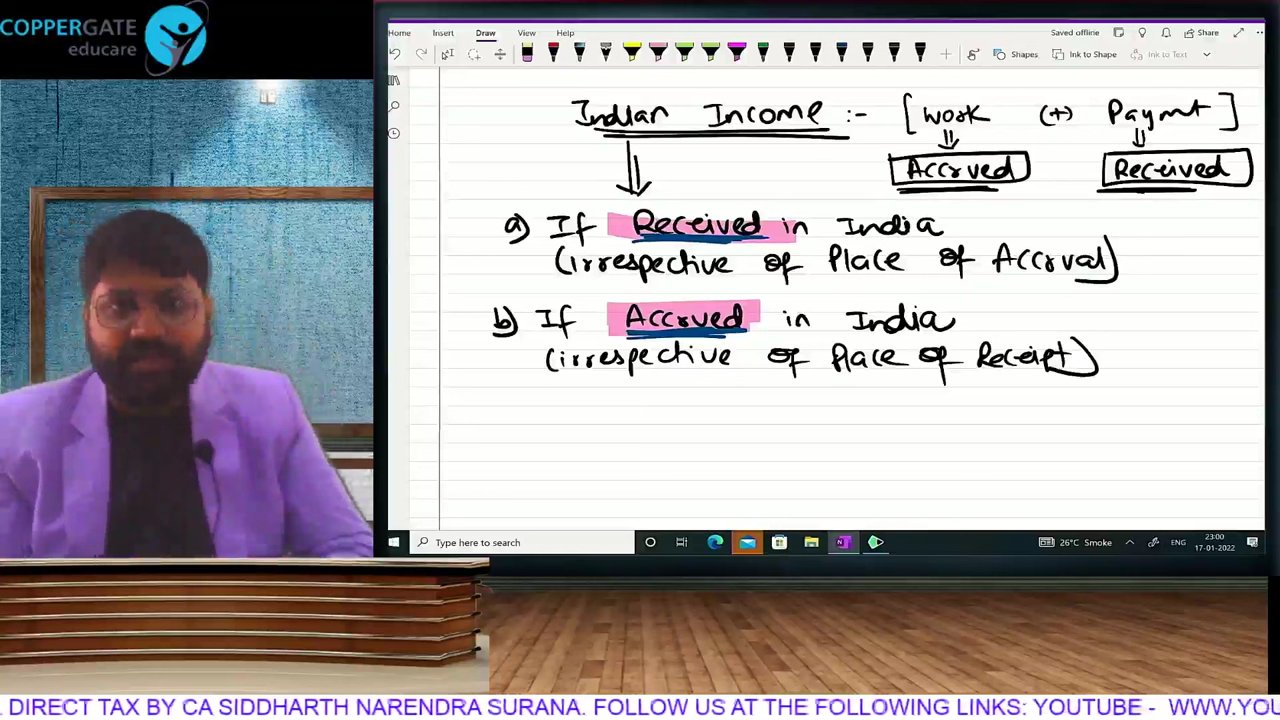 COPPERGATE
educare
Home Insert Draw View Help
Saved offline
Share
Shapes
Ink to Shape
Ink to Text
Indian Income :- [ Work (+) Paymt ]
Accrued Received
a) If Received in India
(irrespective of Place of Accrual)
b) If Accrued in India
(irrespective of Place of Receipt)
Type here to search
26°C Smoke
ENG
23:00
17-01-2022
. DIRECT TAX BY CA SIDDHARTH NARENDRA SURANA. FOLLOW US AT THE FOLLOWING LINKS: YOUTUBE - WWW.YOU